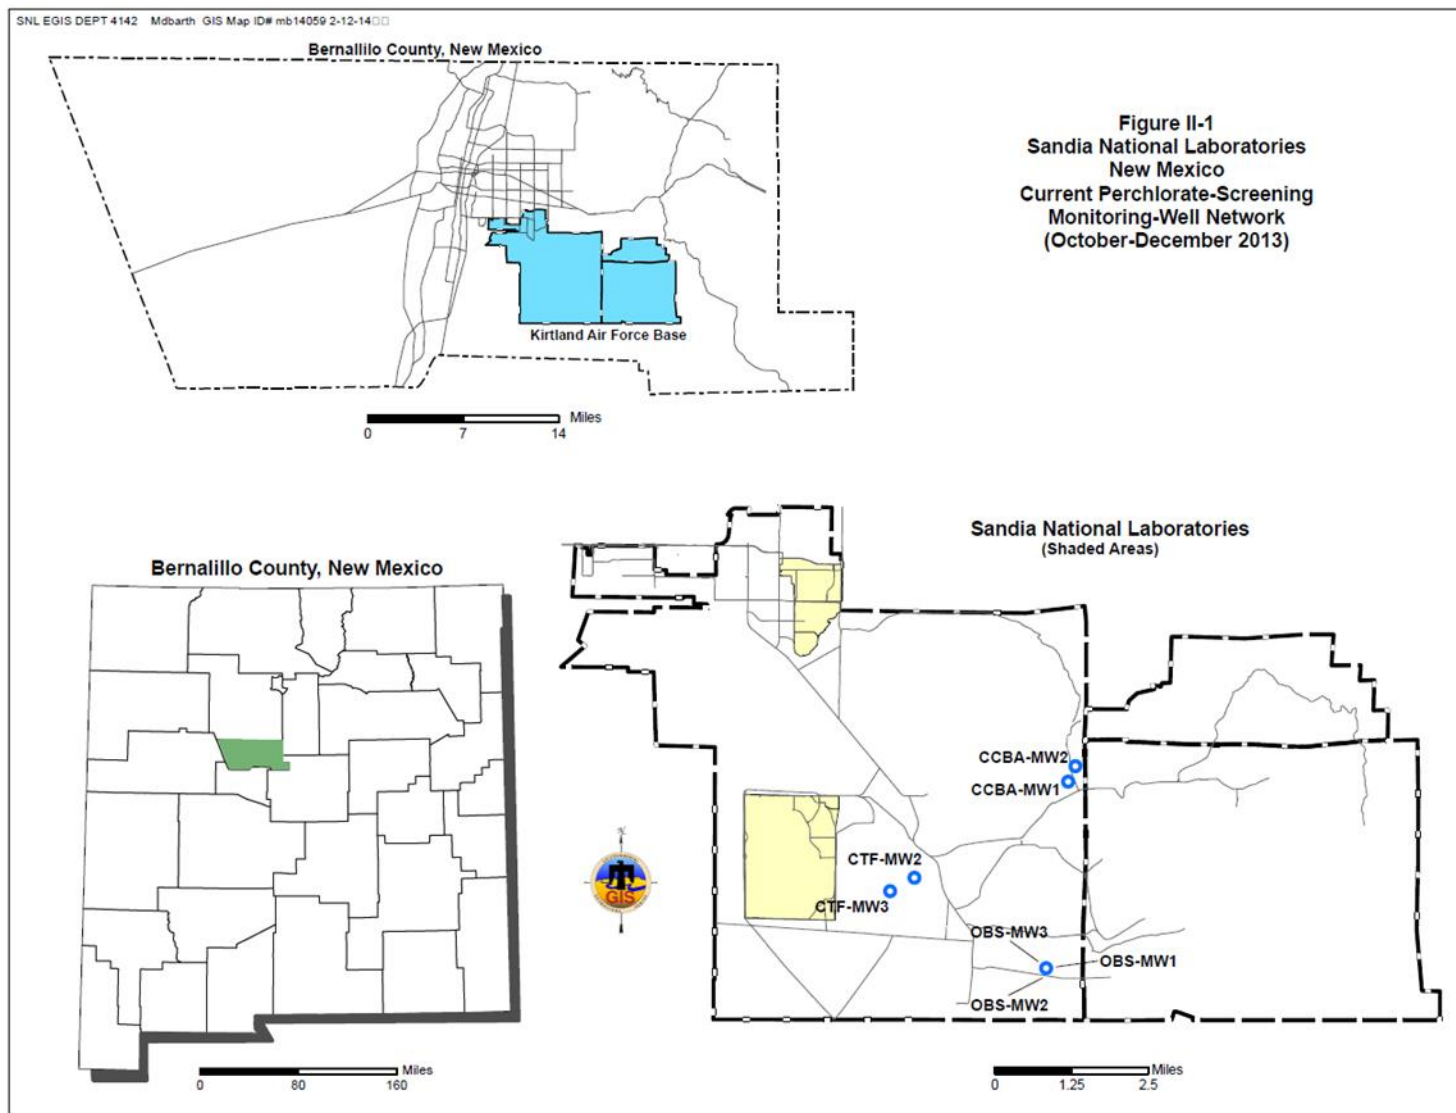 SNL EGIS DEPT 4142 Mdbarth GIS Map ID# mb14059 2-12-14□□
Bernallilo County, New Mexico
Figure II-1
Sandia National Laboratories
New Mexico
Current Perchlorate-Screening
Monitoring-Well Network
(October-December 2013)
Kirtland Air Force Base
Miles
0 7 14
Bernalillo County, New Mexico
Miles
0 80 160
Sandia National Laboratories
(Shaded Areas)
CCBA-MW2
CCBA-MW1
CTF-MW2
CTF-MW3
OBS-MW3
OBS-MW1
OBS-MW2
GIS
Miles
0 1.25 2.5